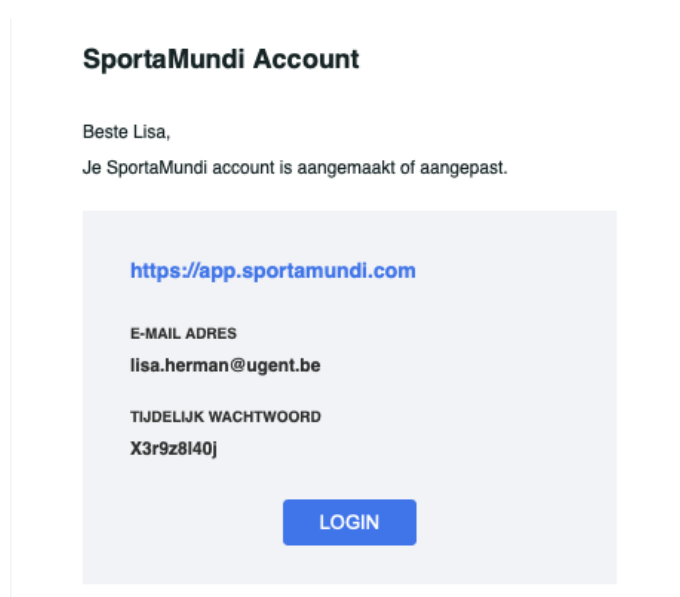 SportaMundi Account
Beste Lisa,
Je SportaMundi account is aangemaakt of aangepast.
https://app.sportamundi.com
E-MAIL ADRES
lisa.herman@ugent.be
TIJDELIJK WACHTWOORD
X3r9z8l40j
LOGIN